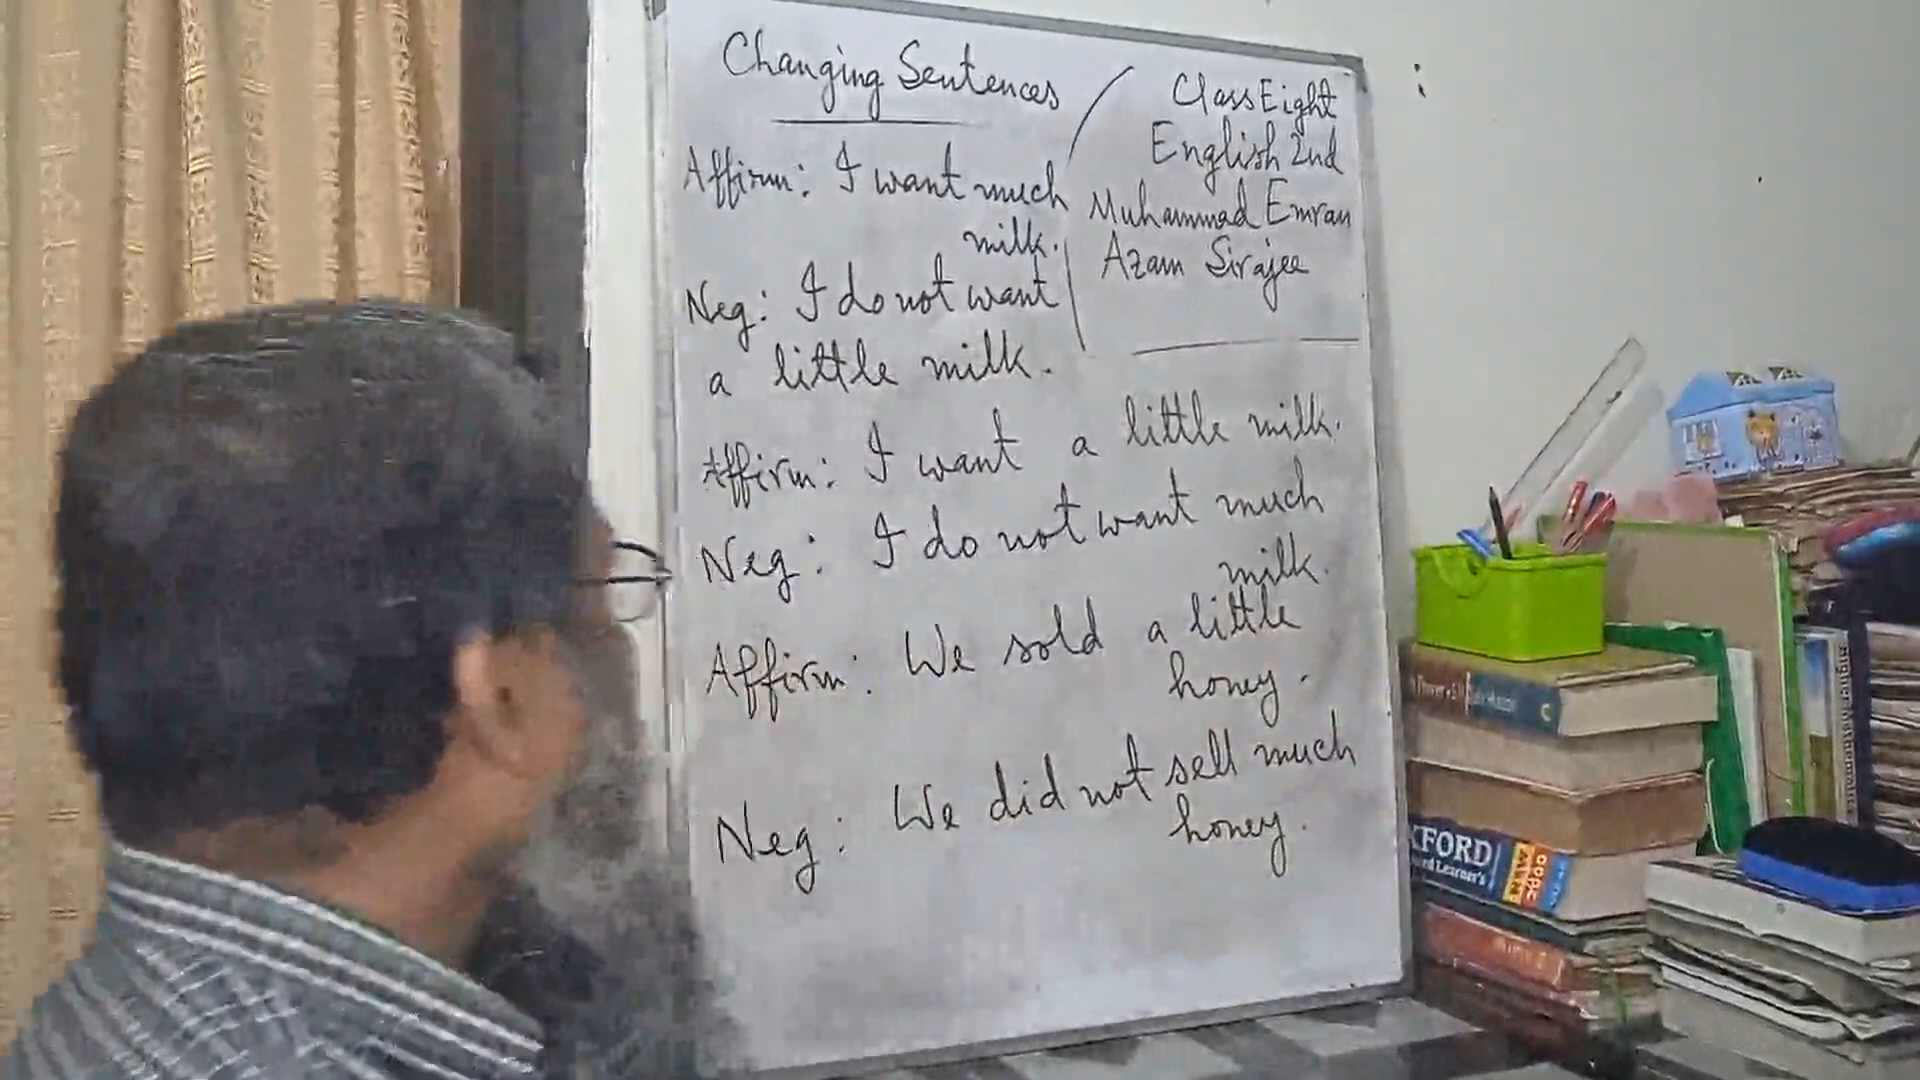 Changing Sentences
Class Eight
English 2nd
Muhammad Emran
Azam Sirajee
Affirm: I want much
milk.
Neg: I do not want
a little milk.
Affirm: I want a little milk.
Neg: I do not want much
milk.
Affirm: We sold a little
honey.
Neg: We did not sell much
honey.
OXFORD
NEW
2000